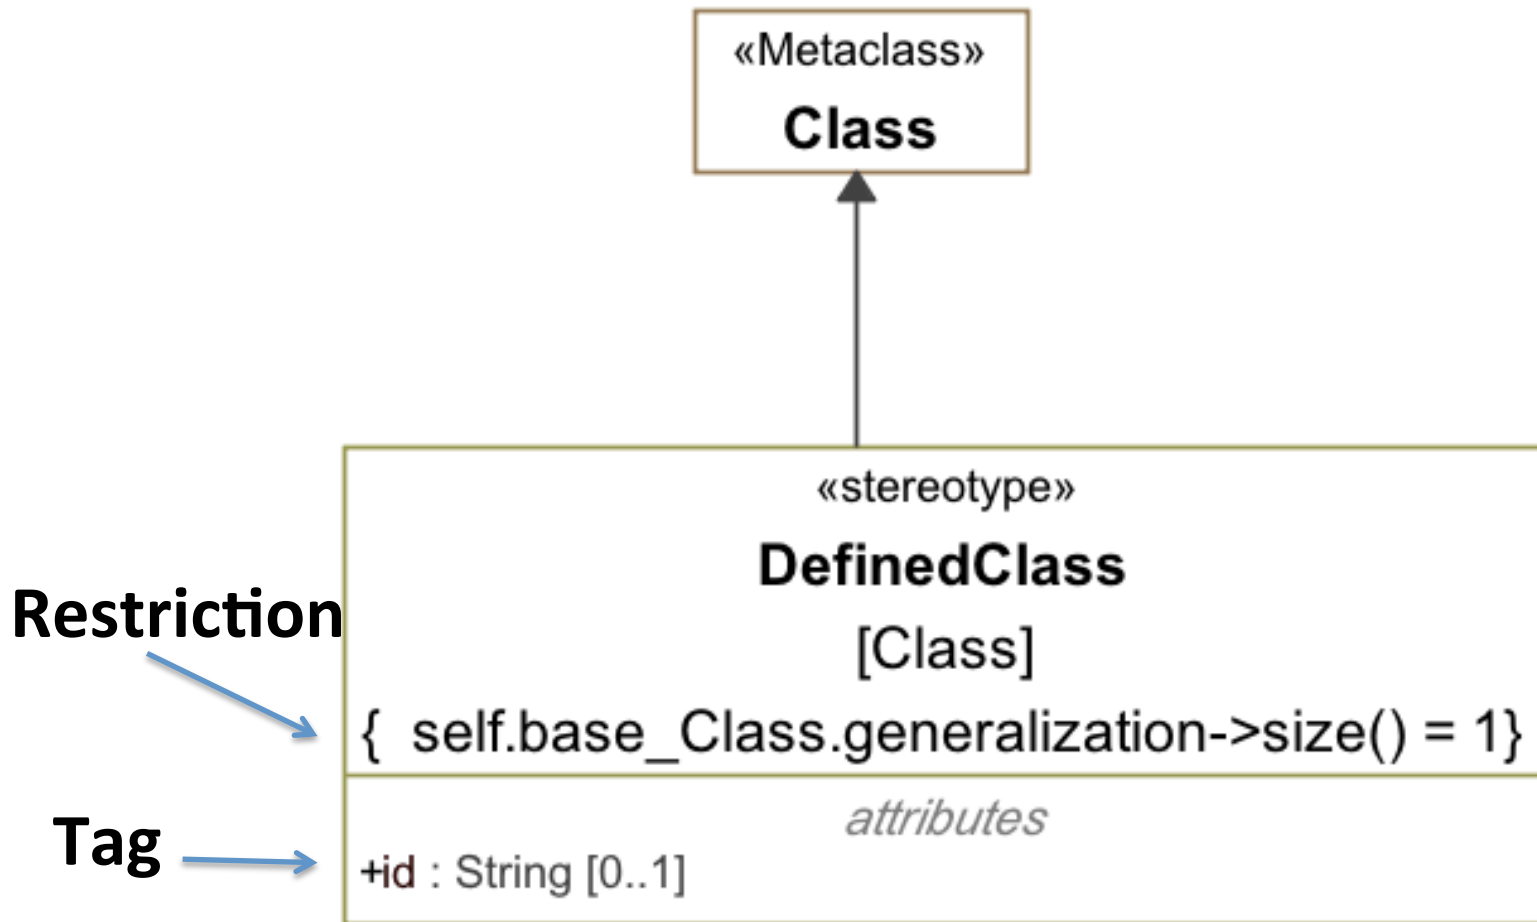 «Metaclass»
Class
«stereotype»
DefinedClass
Restriction
[Class]
{  self.base_Class.generalization->size() = 1}
attributes
Tag
+id : String [0..1]